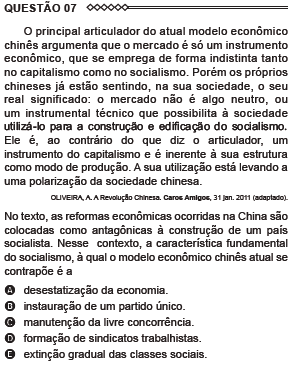 QUESTÃO 07
O principal articulador do atual modelo econômico
chinês argumenta que o mercado é só um instrumento
econômico, que se emprega de forma indistinta tanto
no capitalismo como no socialismo. Porém os próprios
chineses já estão sentindo, na sua sociedade, o seu
real significado: o mercado não é algo neutro, ou
um instrumental técnico que possibilita à sociedade
utilizá-lo para a construção e edificação do socialismo.
Ele é, ao contrário do que diz o articulador, um
instrumento do capitalismo e é inerente à sua estrutura
como modo de produção. A sua utilização está levando a
uma polarização da sociedade chinesa.
OLIVEIRA, A. A Revolução Chinesa. Caros Amigos, 31 jan. 2011 (adaptado).
No texto, as reformas econômicas ocorridas na China são
colocadas como antagônicas à construção de um país
socialista. Nesse contexto, a característica fundamental
do socialismo, à qual o modelo econômico chinês atual se
contrapõe é a
A desestatização da economia.
B instauração de um partido único.
C manutenção da livre concorrência.
D formação de sindicatos trabalhistas.
E extinção gradual das classes sociais.